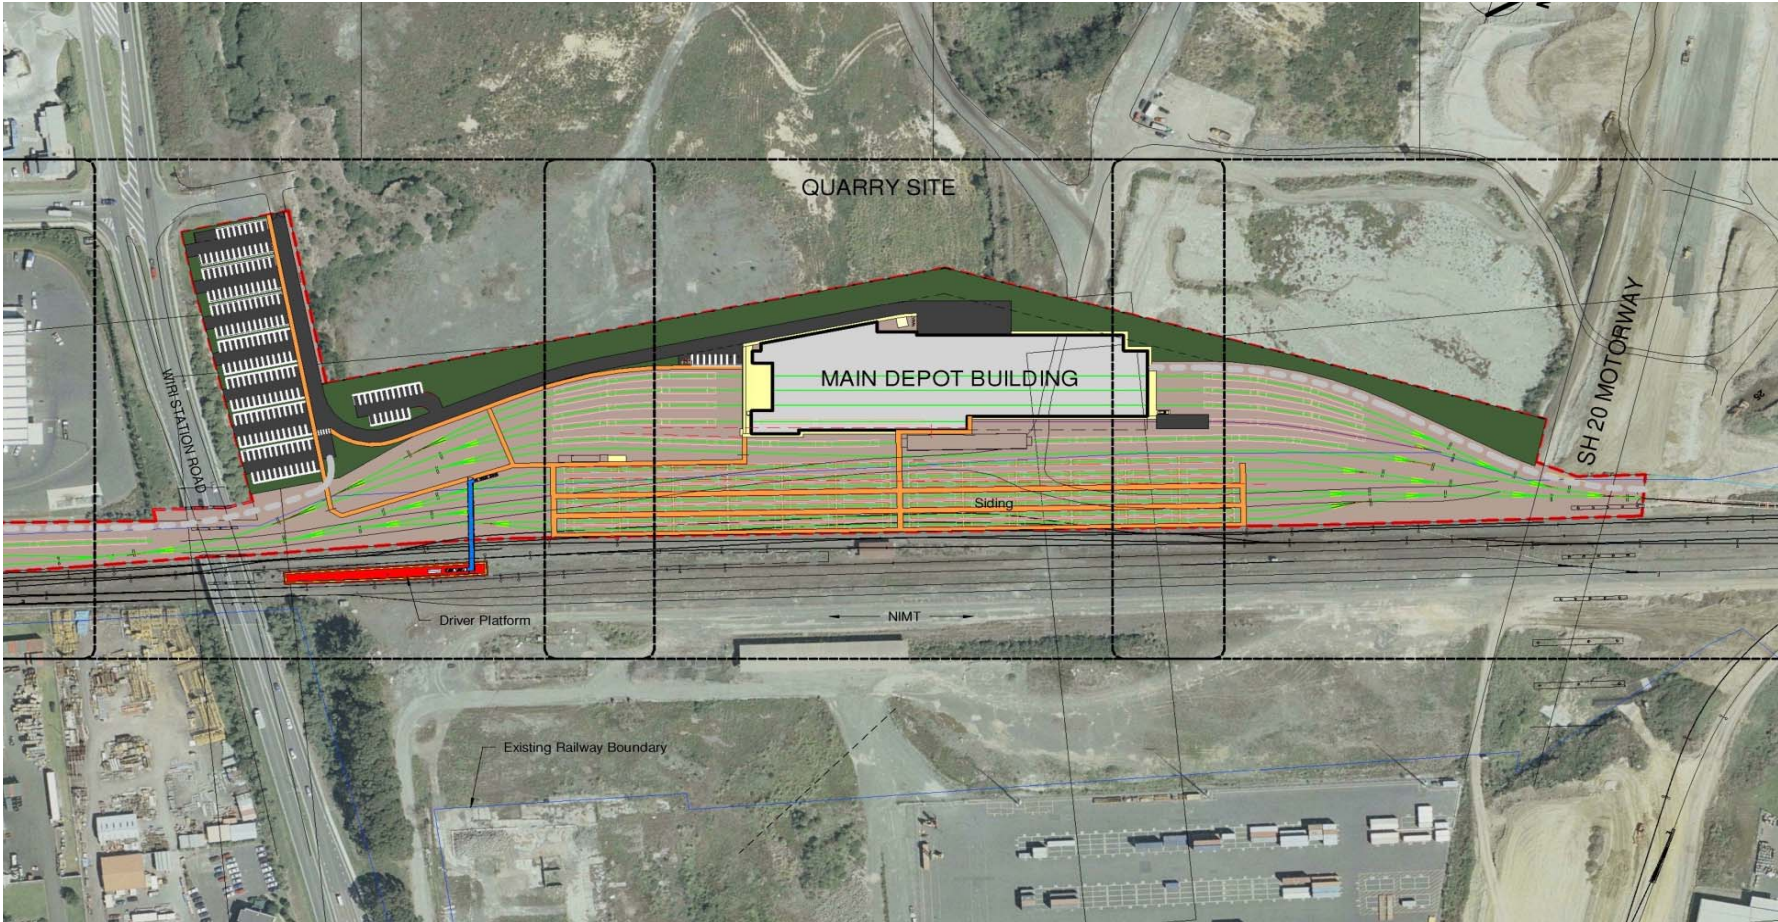 QUARRY SITE
MAIN DEPOT BUILDING
WIRI STATION ROAD
SH 20 MOTORWAY
Siding
Driver Platform
NIMT
Existing Railway Boundary